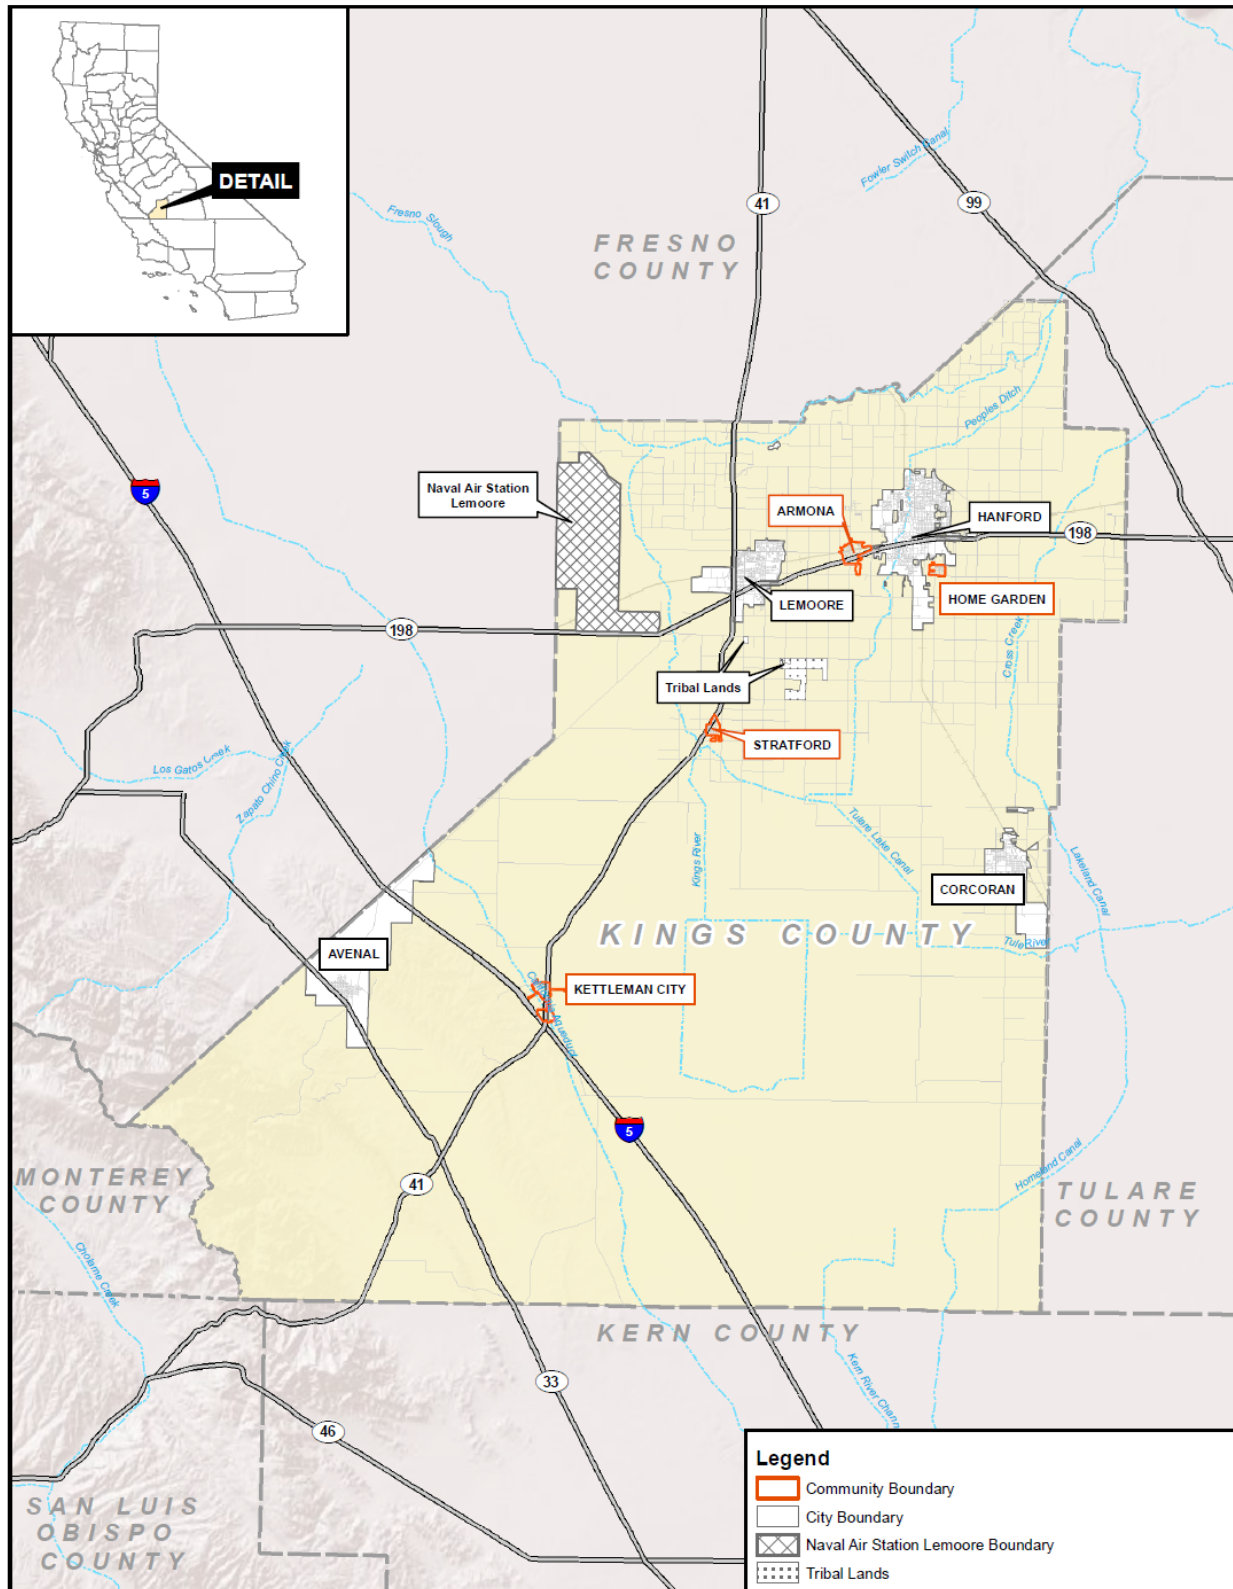 DETAIL
Fowler Switch Canal
41
99
Fresno Slough
FRESNO
COUNTY
Peoples Ditch
5
Naval Air Station
Lemoore
ARMONA
HANFORD
198
LEMOORE
HOME GARDEN
198
Cross Creek
Tribal Lands
STRATFORD
Los Gatos Creek
Zapato Chino Creek
Kings River
Tulare Lake Canal
Lakeland Canal
CORCORAN
KINGS COUNTY
Tule River
AVENAL
KETTLEMAN CITY
California Aqueduct
5
Homeland Canal
MONTEREY
COUNTY
41
TULARE
COUNTY
Cholame Creek
KERN COUNTY
Kern River Chann
33
46
SAN LUIS
OBISPO
COUNTY
Legend
Community Boundary
City Boundary
Naval Air Station Lemoore Boundary
Tribal Lands